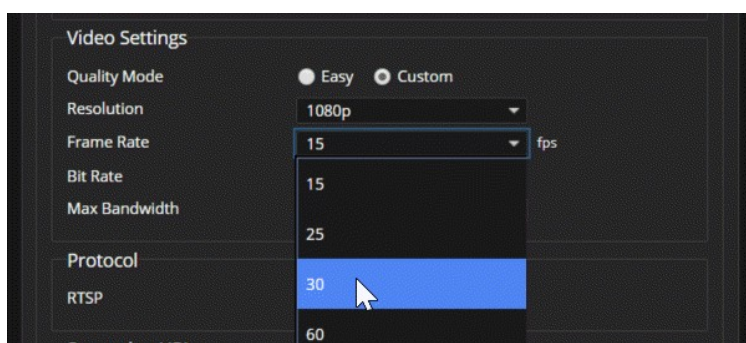 Video Settings
Quality Mode Easy Custom
Resolution 1080p
Frame Rate 15 fps
Bit Rate 15
Max Bandwidth
25
Protocol
30
RTSP
60